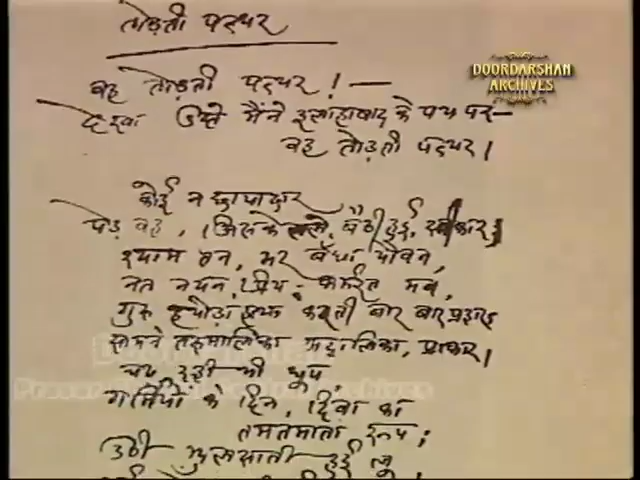 तोड़ती पत्थर
वह तोड़ती पत्थर! —
देखा उसे मैंने इलाहाबाद के पथ पर—
वह तोड़ती पत्थर।
कोई न छायादार
पेड़ वह, जिसके तले बैठी हुई, स्वीकार;
श्याम तन, भर बँधा यौवन,
नत नयन, प्रिय-कर्मरत मन,
गुरु हथौड़ा हाथ करती बार बार प्रहार
सामने तरुमालिका अट्टालिका, प्राकार।
चढ़ रही थी धूप
गर्मियों के दिन, दिवा का
तमतमाता रूप;
उठी झुलसाती हुई लू
DOORDARSHAN
ARCHIVES